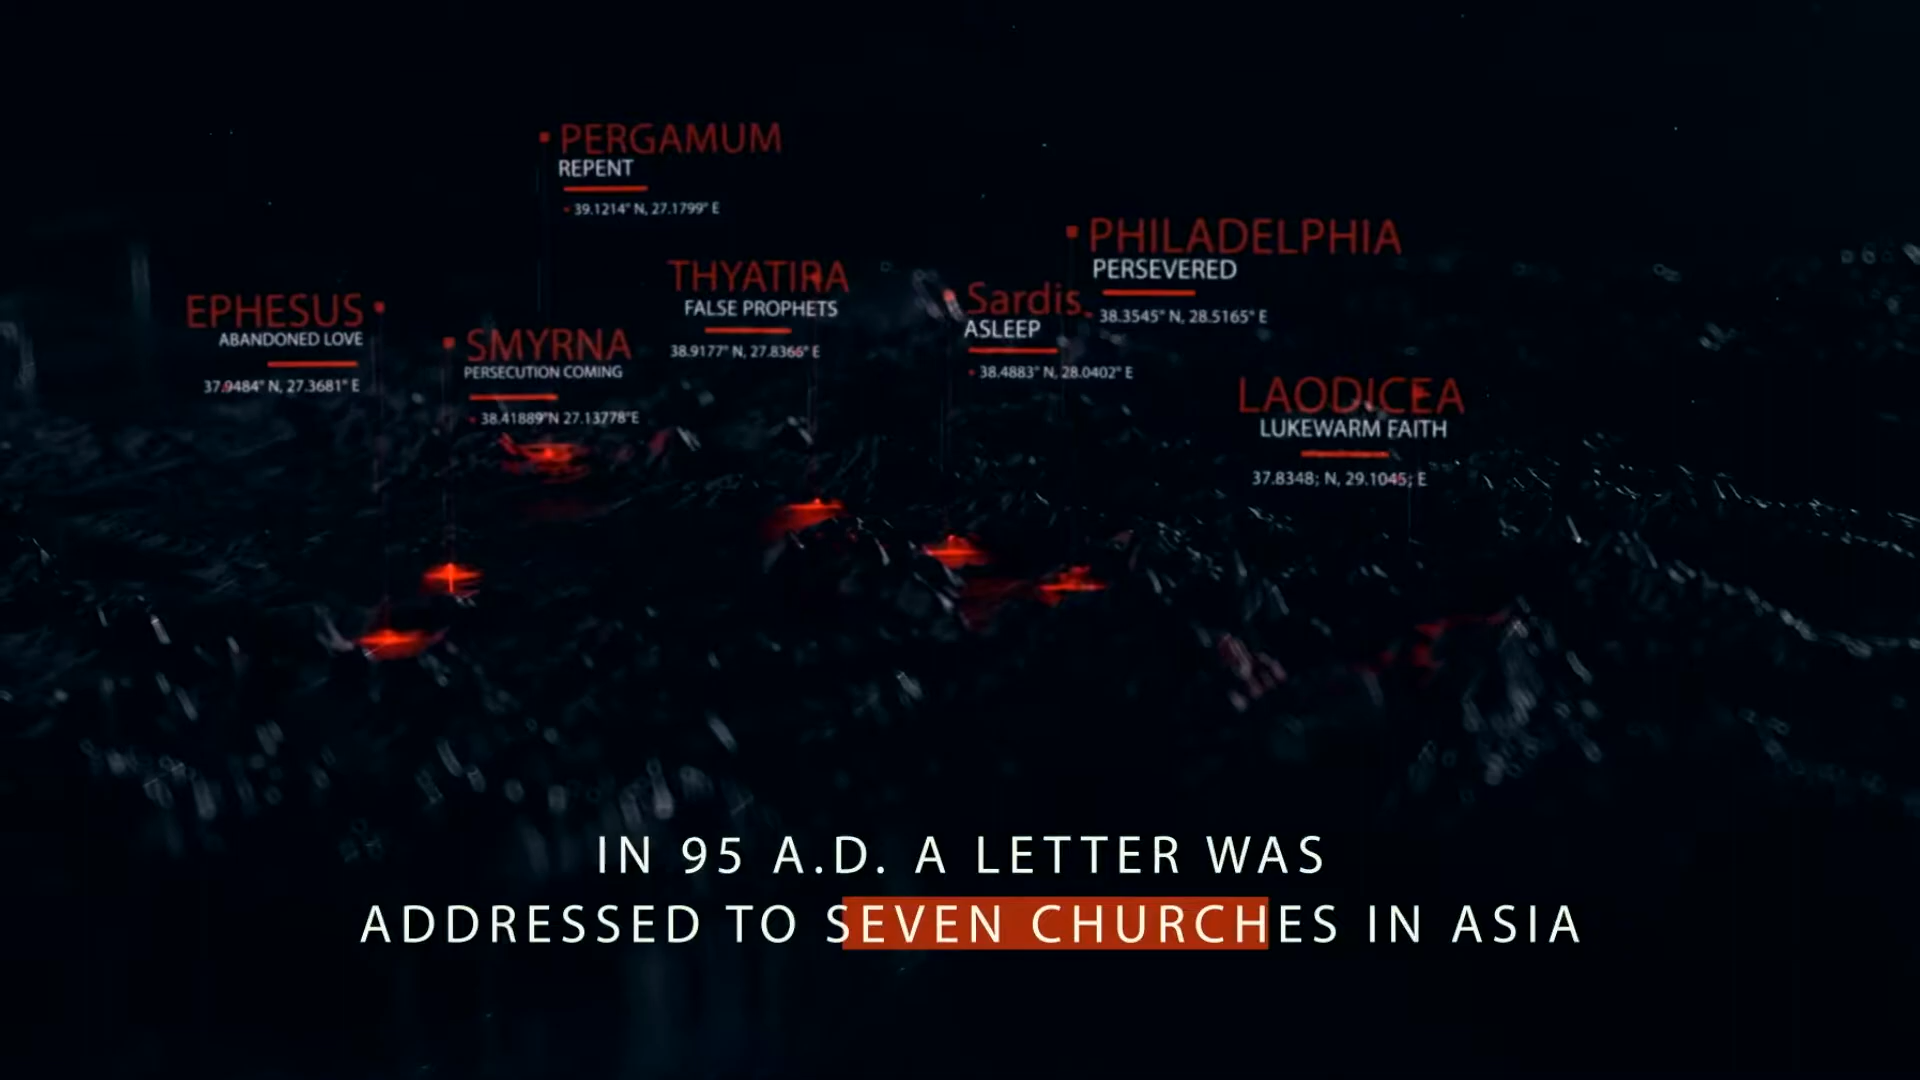 PERGAMUM
REPENT
39.1214° N, 27.1799° E
PHILADELPHIA
PERSEVERED
38.3545° N, 28.5165° E
THYATIRA
FALSE PROPHETS
38.9177° N, 27.8366° E
Sardis
ASLEEP
38.4883° N, 28.0402° E
EPHESUS
ABANDONED LOVE
37.9484° N, 27.3681° E
SMYRNA
PERSECUTION COMING
38.41889°N 27.13778°E
LAODICEA
LUKEWARM FAITH
37.8348; N, 29.1045; E
IN 95 A.D. A LETTER WAS
ADDRESSED TO SEVEN CHURCHES IN ASIA